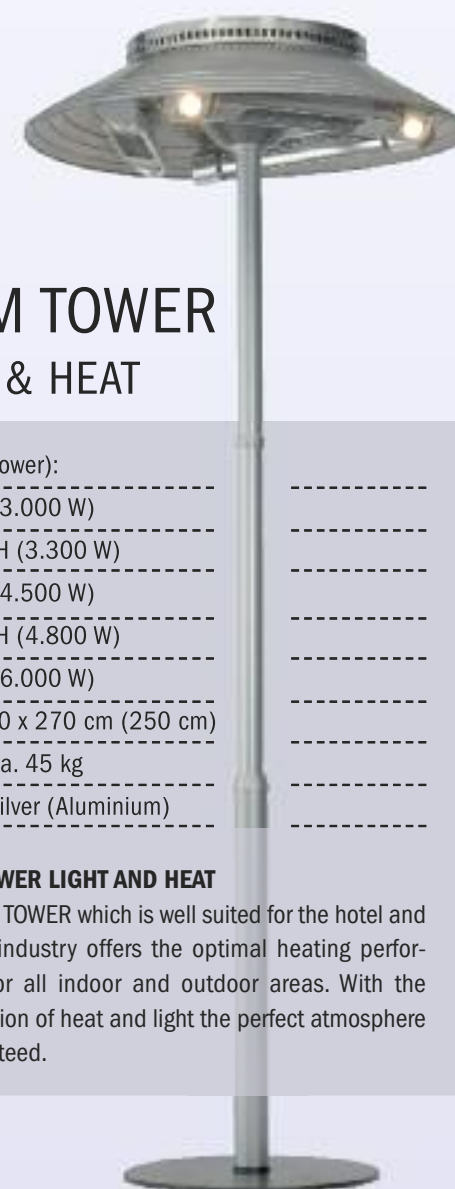 M TOWER
& HEAT
ower):
3.000 W)
H (3.300 W)
4.500 W)
H (4.800 W)
6.000 W)
0 x 270 cm (250 cm)
a. 45 kg
ilver (Aluminium)
WER LIGHT AND HEAT
TOWER which is well suited for the hotel and
industry offers the optimal heating perfor-
or all indoor and outdoor areas. With the
ion of heat and light the perfect atmosphere
teed.